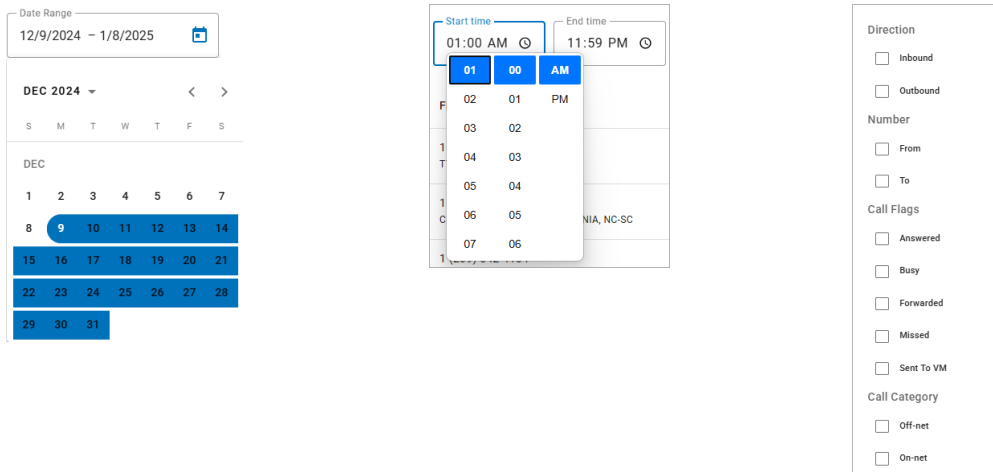 Date Range
12/9/2024 – 1/8/2025
DEC 2024
S M T W T F S
DEC
1 2 3 4 5 6 7
8 9 10 11 12 13 14
15 16 17 18 19 20 21
22 23 24 25 26 27 28
29 30 31
Start time
01:00 AM
End time
11:59 PM
01 00 AM
02 01 PM
03 02
04 03
05 04
06 05
07 06
F
1
T
1
C
NIA, NC-SC
Direction
Inbound
Outbound
Number
From
To
Call Flags
Answered
Busy
Forwarded
Missed
Sent To VM
Call Category
Off-net
On-net